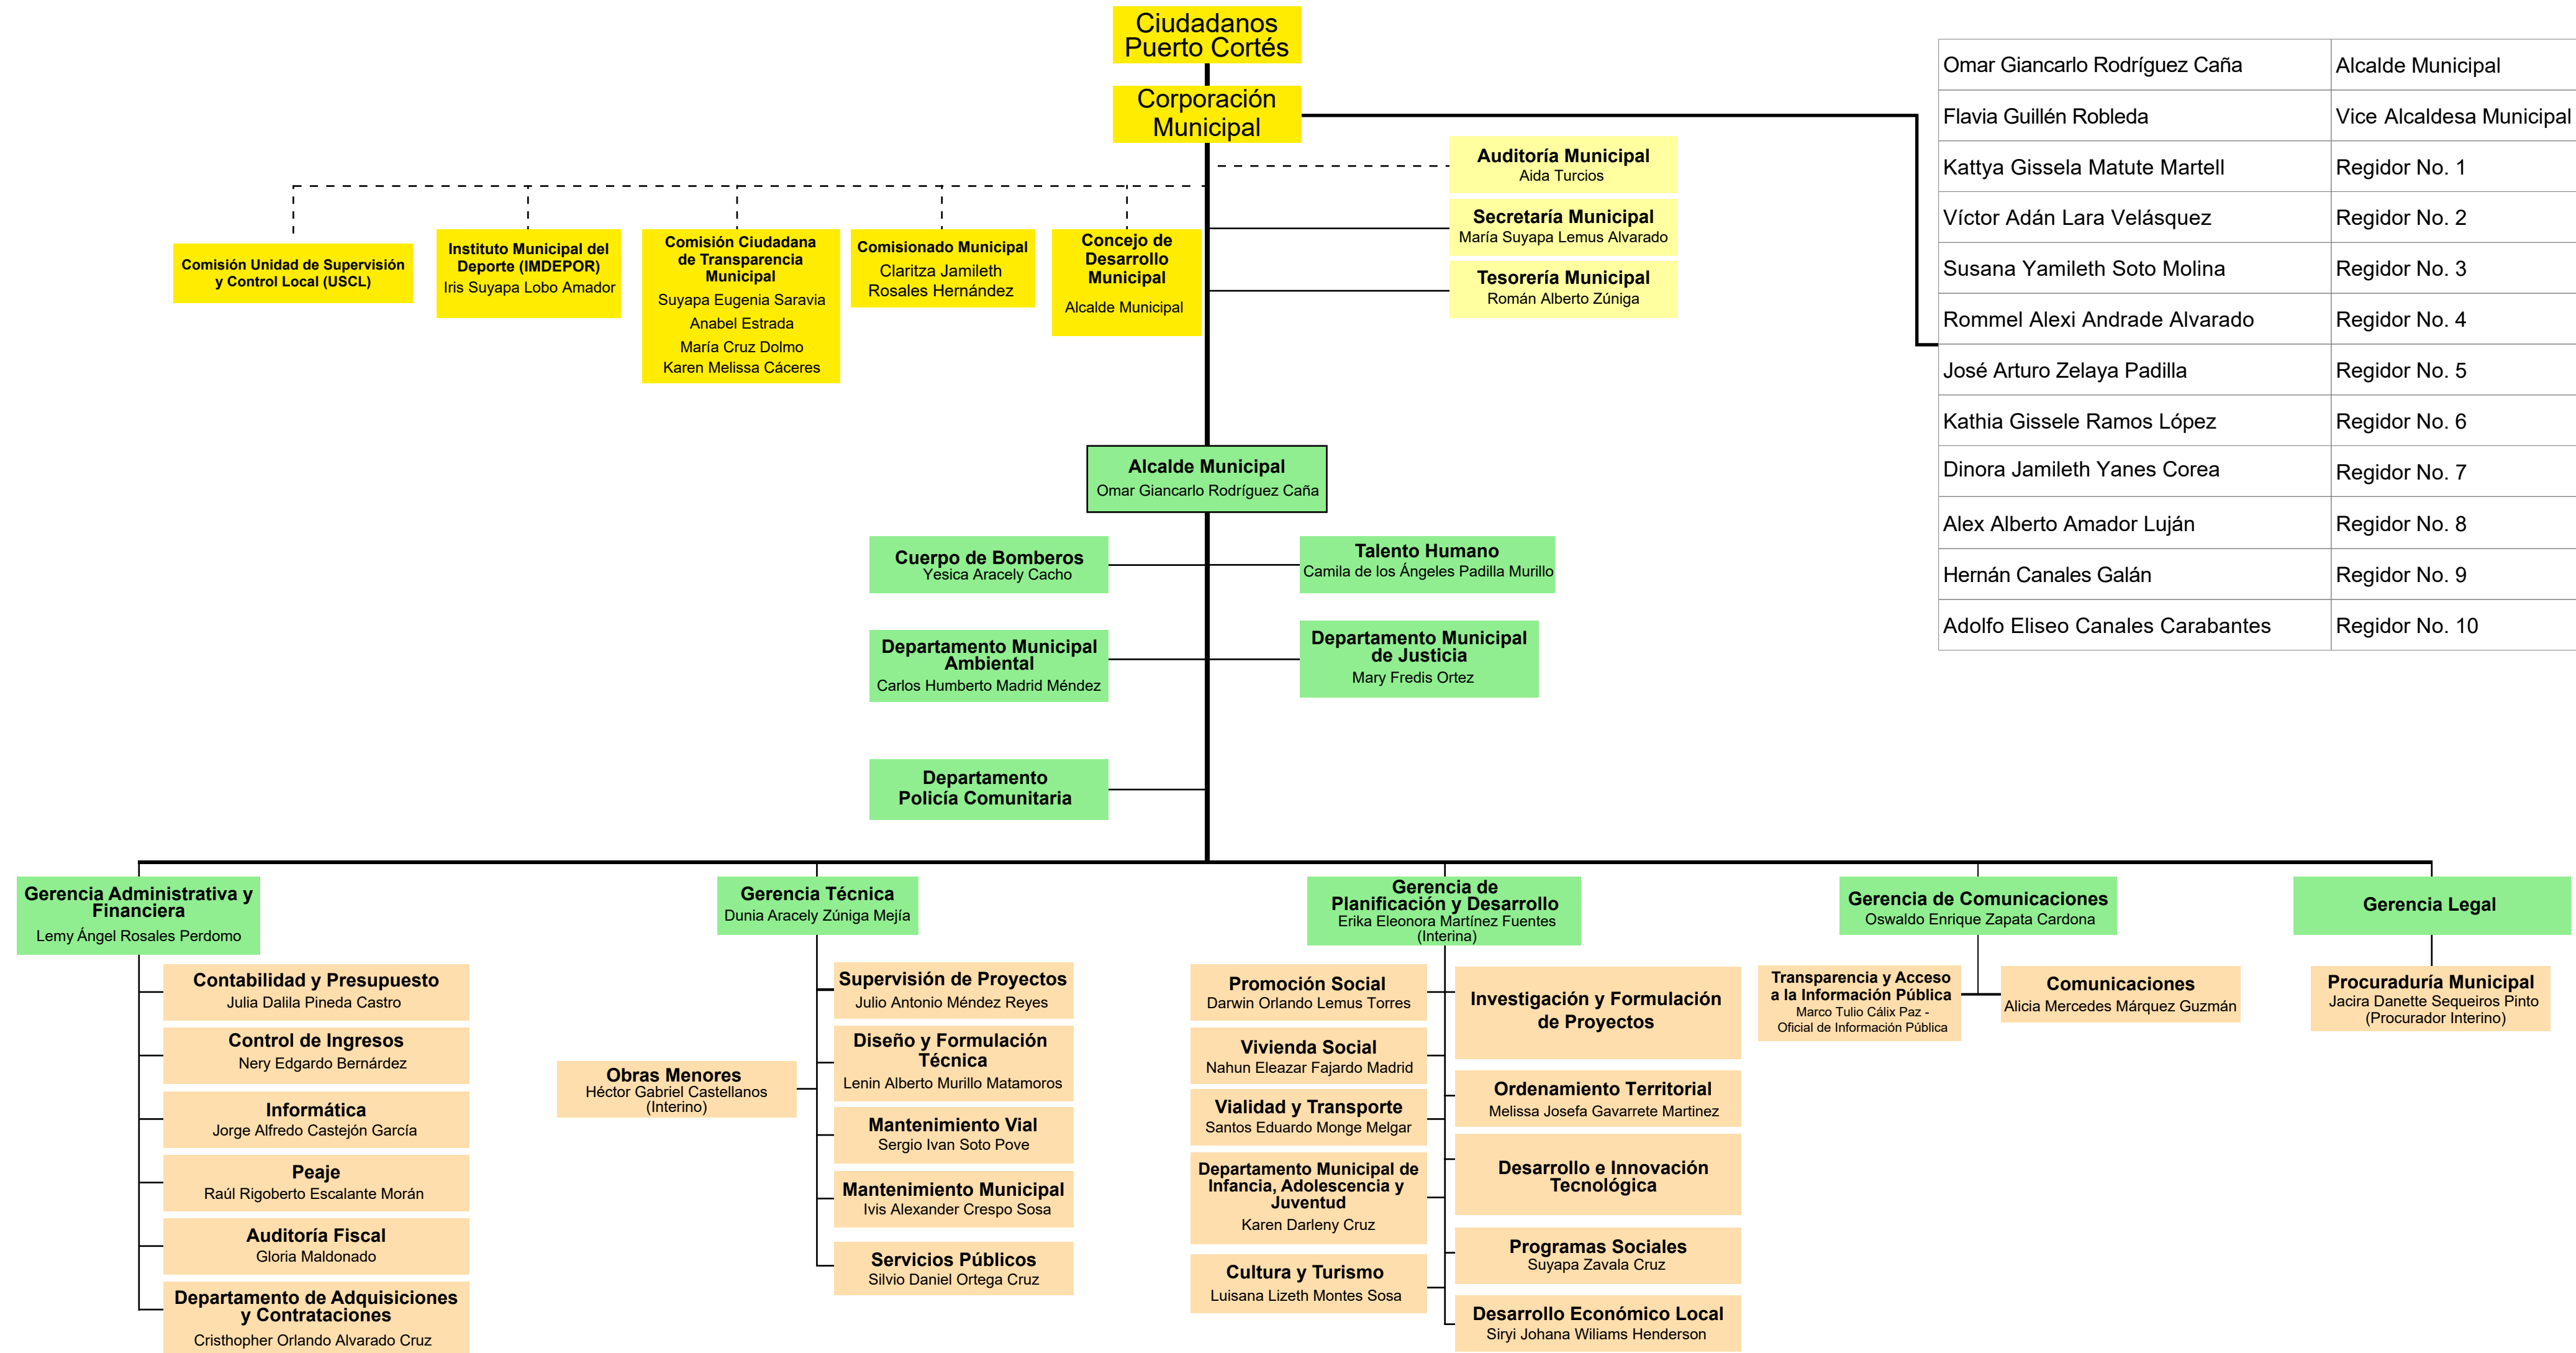 Ciudadanos
Puerto Cortés
Corporación
Municipal
Omar Giancarlo Rodríguez Caña Alcalde Municipal
Flavia Guillén Robleda Vice Alcaldesa Municipal
Kattya Gissela Matute Martell Regidor No. 1
Víctor Adán Lara Velásquez Regidor No. 2
Susana Yamileth Soto Molina Regidor No. 3
Rommel Alexi Andrade Alvarado Regidor No. 4
José Arturo Zelaya Padilla Regidor No. 5
Kathia Gissele Ramos López Regidor No. 6
Dinora Jamileth Yanes Corea Regidor No. 7
Alex Alberto Amador Luján Regidor No. 8
Hernán Canales Galán Regidor No. 9
Adolfo Eliseo Canales Carabantes Regidor No. 10
Auditoría Municipal
Aida Turcios
Secretaría Municipal
María Suyapa Lemus Alvarado
Tesorería Municipal
Román Alberto Zúniga
Comisión Unidad de Supervisión
y Control Local (USCL)
Instituto Municipal del
Deporte (IMDEPOR)
Iris Suyapa Lobo Amador
Comisión Ciudadana
de Transparencia
Municipal
Suyapa Eugenia Saravia
Anabel Estrada
María Cruz Dolmo
Karen Melissa Cáceres
Comisionado Municipal
Claritza Jamileth
Rosales Hernández
Concejo de
Desarrollo
Municipal
Alcalde Municipal
Alcalde Municipal
Omar Giancarlo Rodríguez Caña
Cuerpo de Bomberos
Yesica Aracely Cacho
Talento Humano
Camila de los Ángeles Padilla Murillo
Departamento Municipal
Ambiental
Carlos Humberto Madrid Méndez
Departamento Municipal
de Justicia
Mary Fredis Ortez
Departamento
Policía Comunitaria
Gerencia Administrativa y
Financiera
Lemy Ángel Rosales Perdomo
Contabilidad y Presupuesto
Julia Dalila Pineda Castro
Control de Ingresos
Nery Edgardo Bernárdez
Informática
Jorge Alfredo Castejón García
Peaje
Raúl Rigoberto Escalante Morán
Auditoría Fiscal
Gloria Maldonado
Departamento de Adquisiciones
y Contrataciones
Cristhopher Orlando Alvarado Cruz
Gerencia Técnica
Dunia Aracely Zúniga Mejía
Obras Menores
Héctor Gabriel Castellanos
(Interino)
Supervisión de Proyectos
Julio Antonio Méndez Reyes
Diseño y Formulación
Técnica
Lenin Alberto Murillo Matamoros
Mantenimiento Vial
Sergio Ivan Soto Pove
Mantenimiento Municipal
Ivis Alexander Crespo Sosa
Servicios Públicos
Silvio Daniel Ortega Cruz
Gerencia de
Planificación y Desarrollo
Erika Eleonora Martínez Fuentes
(Interina)
Promoción Social
Darwin Orlando Lemus Torres
Vivienda Social
Nahun Eleazar Fajardo Madrid
Vialidad y Transporte
Santos Eduardo Monge Melgar
Departamento Municipal de
Infancia, Adolescencia y
Juventud
Karen Darleny Cruz
Cultura y Turismo
Luisana Lizeth Montes Sosa
Investigación y Formulación
de Proyectos
Ordenamiento Territorial
Melissa Josefa Gavarrete Martinez
Desarrollo e Innovación
Tecnológica
Programas Sociales
Suyapa Zavala Cruz
Desarrollo Económico Local
Siryi Johana Wiliams Henderson
Gerencia de Comunicaciones
Oswaldo Enrique Zapata Cardona
Transparencia y Acceso
a la Información Pública
Marco Tulio Cálix Paz -
Oficial de Información Pública
Comunicaciones
Alicia Mercedes Márquez Guzmán
Gerencia Legal
Procuraduría Municipal
Jacira Danette Sequeiros Pinto
(Procurador Interino)